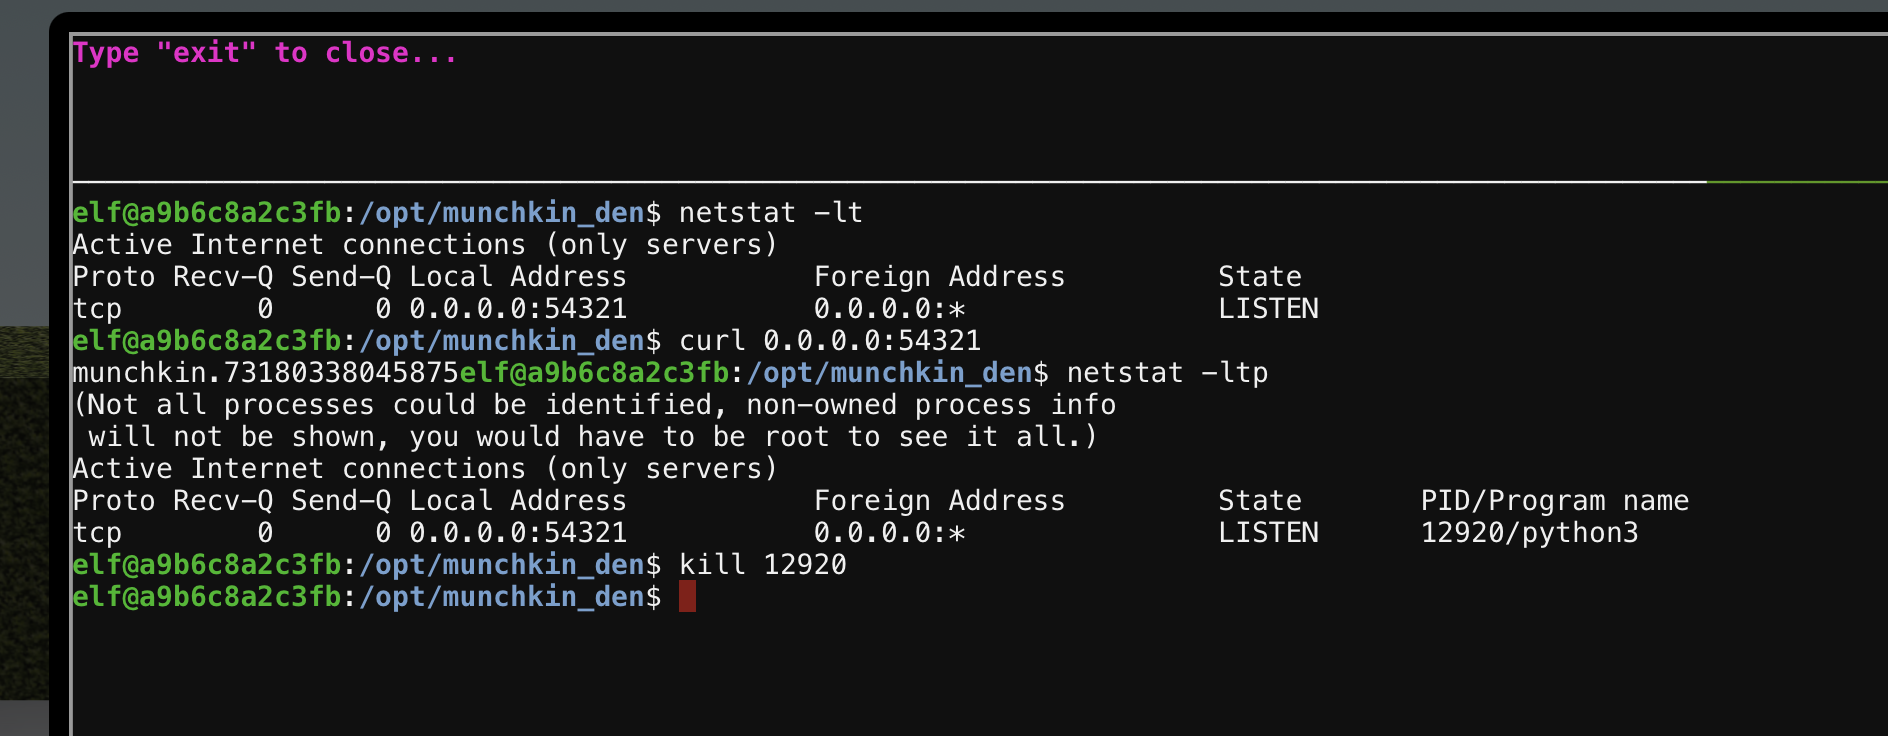 Type "exit" to close...
elf@a9b6c8a2c3fb:/opt/munchkin_den$ netstat -lt
Active Internet connections (only servers)
Proto Recv-Q Send-Q Local Address           Foreign Address         State
tcp        0      0 0.0.0.0:54321           0.0.0.0:*               LISTEN
elf@a9b6c8a2c3fb:/opt/munchkin_den$ curl 0.0.0.0:54321
munchkin.73180338045875elf@a9b6c8a2c3fb:/opt/munchkin_den$ netstat -ltp
(Not all processes could be identified, non-owned process info
 will not be shown, you would have to be root to see it all.)
Active Internet connections (only servers)
Proto Recv-Q Send-Q Local Address           Foreign Address         State       PID/Program name
tcp        0      0 0.0.0.0:54321           0.0.0.0:*               LISTEN      12920/python3
elf@a9b6c8a2c3fb:/opt/munchkin_den$ kill 12920
elf@a9b6c8a2c3fb:/opt/munchkin_den$